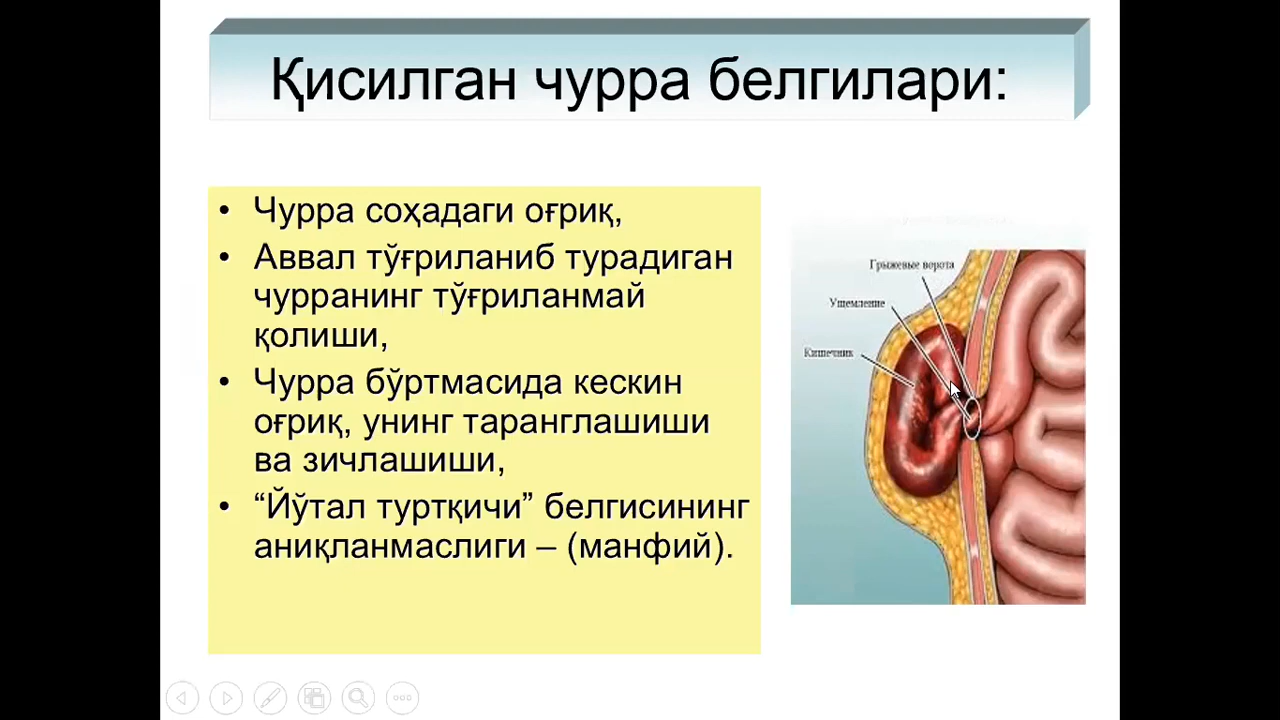 Қисилган чурра белгилари:
• Чурра соҳадаги оғриқ,
• Аввал тўғриланиб турадиган
чурранинг тўғриланмай
қолиши,
• Чурра бўртмасида кескин
оғриқ, унинг таранглашиши
ва зичлашиши,
• “Йўтал туртқичи” белгисининг
аниқланмаслиги – (манфий).
Грыжевые ворота
Ущемление
Кишечник